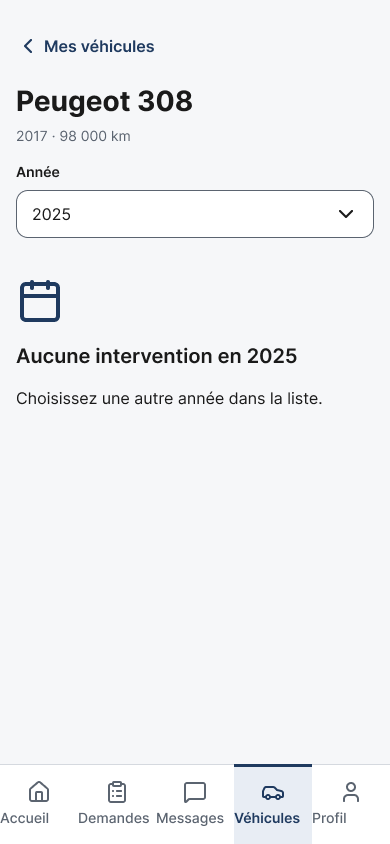 Mes véhicules
Peugeot 308
2017 · 98 000 km
Année
2025
Aucune intervention en 2025
Choisissez une autre année dans la liste.
Accueil
Demandes
Messages
Véhicules
Profil